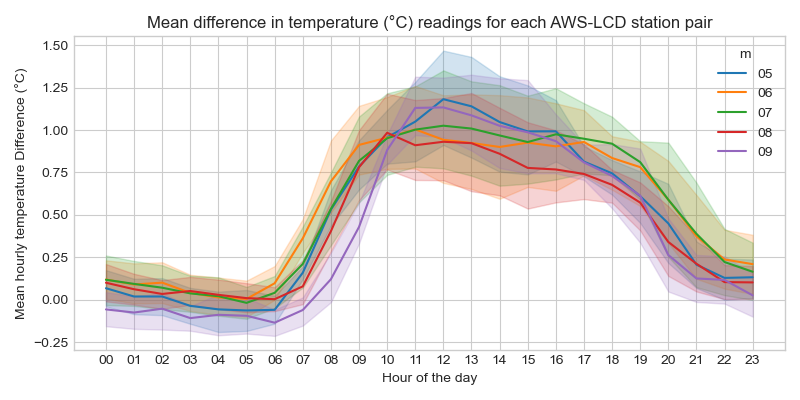 Mean difference in temperature (°C) readings for each AWS-LCD station pair
Mean hourly temperature Difference (°C)
1.50
1.25
1.00
0.75
0.50
0.25
0.00
−0.25
m
05
06
07
08
09
00 01 02 03 04 05 06 07 08 09 10 11 12 13 14 15 16 17 18 19 20 21 22 23
Hour of the day